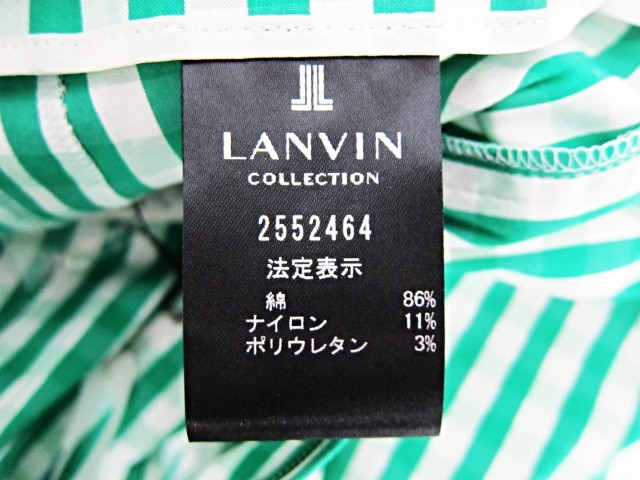 LANVIN
COLLECTION
2552464
法定表示
綿 86%
ナイロン 11%
ポリウレタン 3%